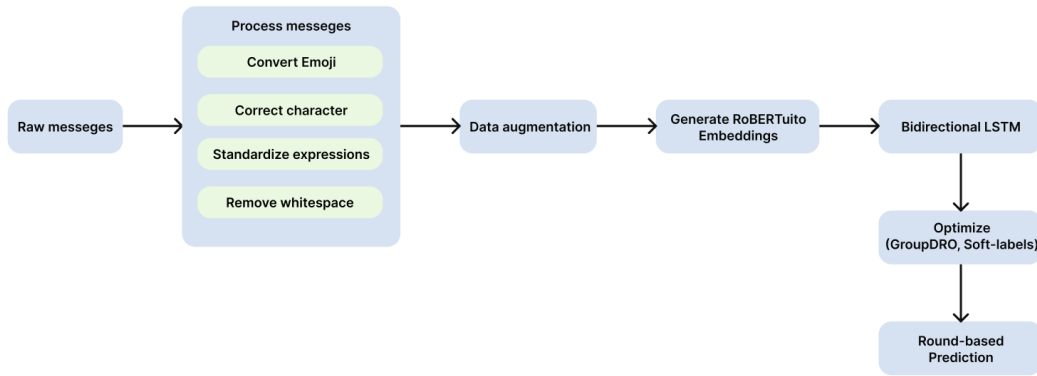 Process messeges
Convert Emoji
Correct character
Standardize expressions
Remove whitespace
Raw messeges
Data augmentation
Generate RoBERTuito
Embeddings
Bidirectional LSTM
Optimize
(GroupDRO, Soft-labels)
Round-based
Prediction